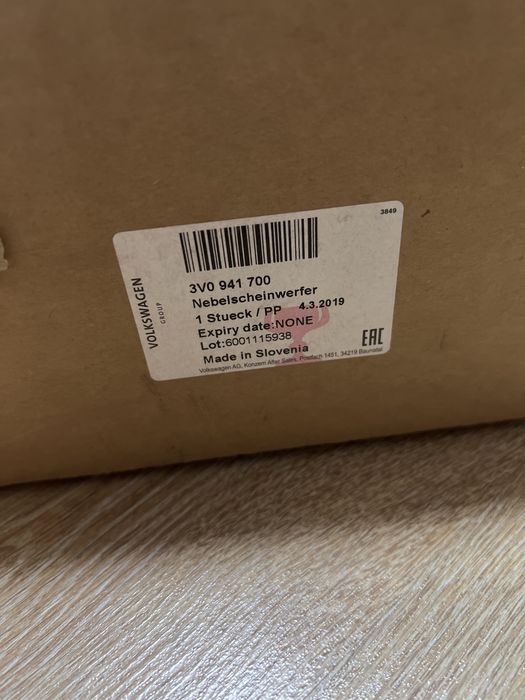 3849
3V0 941 700
Nebelscheinwerfer
1 Stueck / PP 4.3.2019
Expiry date:NONE
Lot:6001115938
Made in Slovenia
Volkswagen AG, Konzern After Sales, Postfach 1451, 34219 Baunatal
VOLKSWAGEN
GROUP
EAC